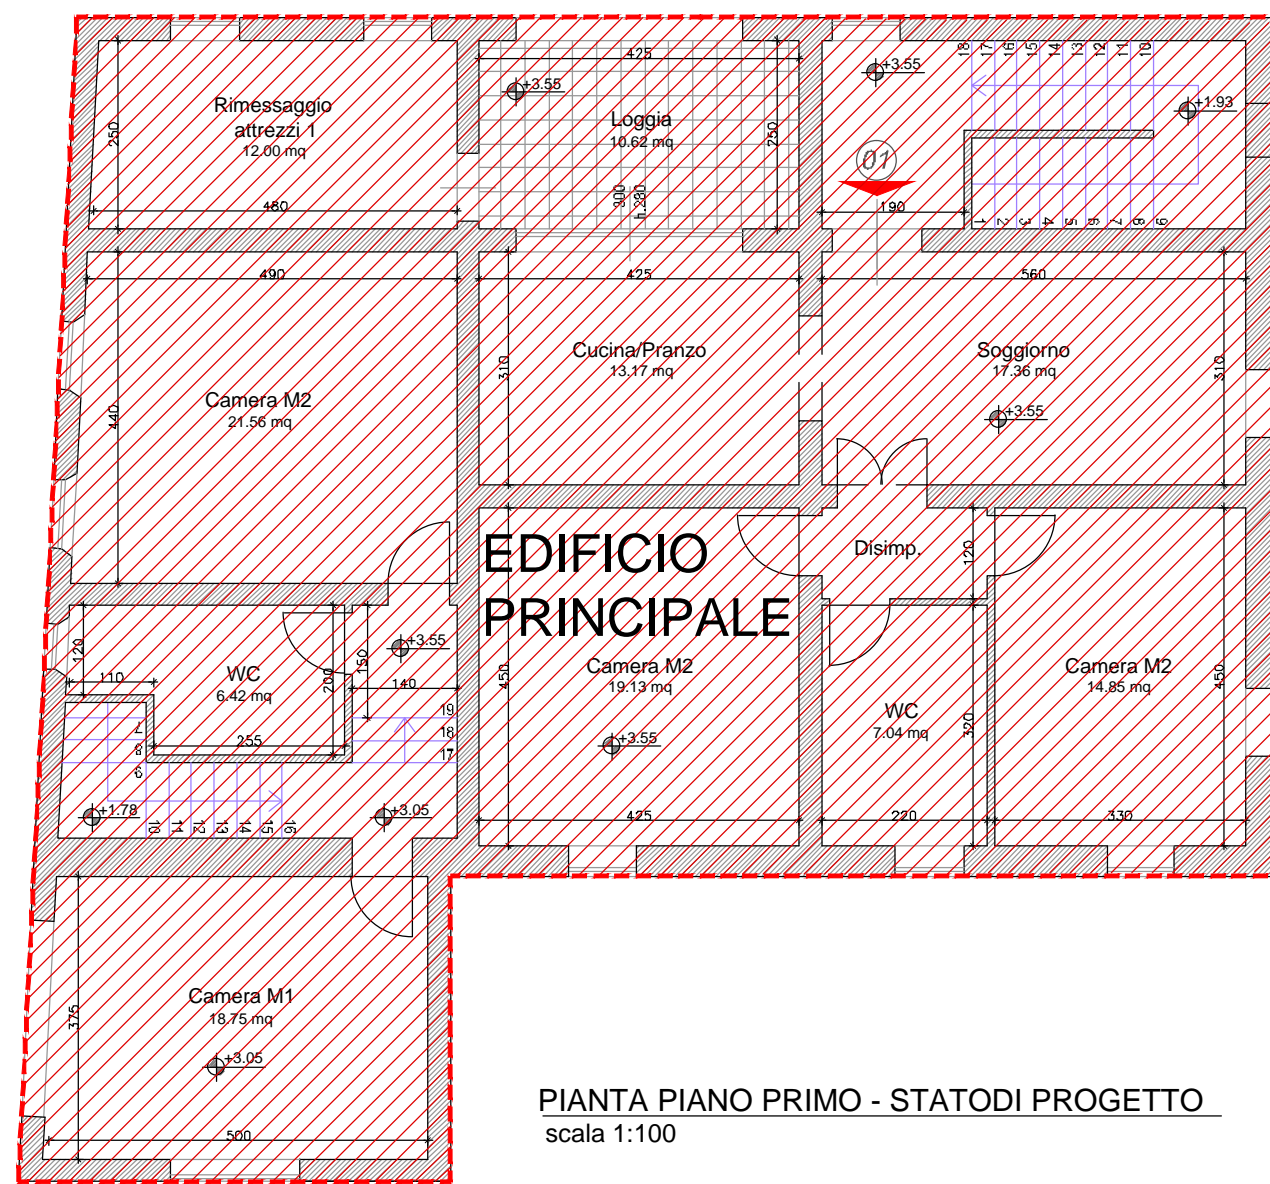 425
+3.55
Rimessaggio
attrezzi 1
12.00 mq
250
480
Loggia
10.62 mq
250
300
h.280
+3.55
01
190
18
17
16
15
14
13
12
11
10
+1.93
1
2
3
4
5
6
7
8
9
490
440
Camera M2
21.56 mq
425
310
Cucina/Pranzo
13.17 mq
560
310
Soggiorno
17.36 mq
+3.55
EDIFICIO
PRINCIPALE
Disimp.
120
120
110
WC
6.42 mq
200
150
+3.55
140
255
19
18
17
7
8
9
+1.78
10
11
12
13
14
15
16
+3.05
450
Camera M2
19.13 mq
+3.55
425
WC
7.04 mq
320
220
Camera M2
14.85 mq
450
330
375
Camera M1
18.75 mq
+3.05
500
PIANTA PIANO PRIMO - STATODI PROGETTO
scala 1:100